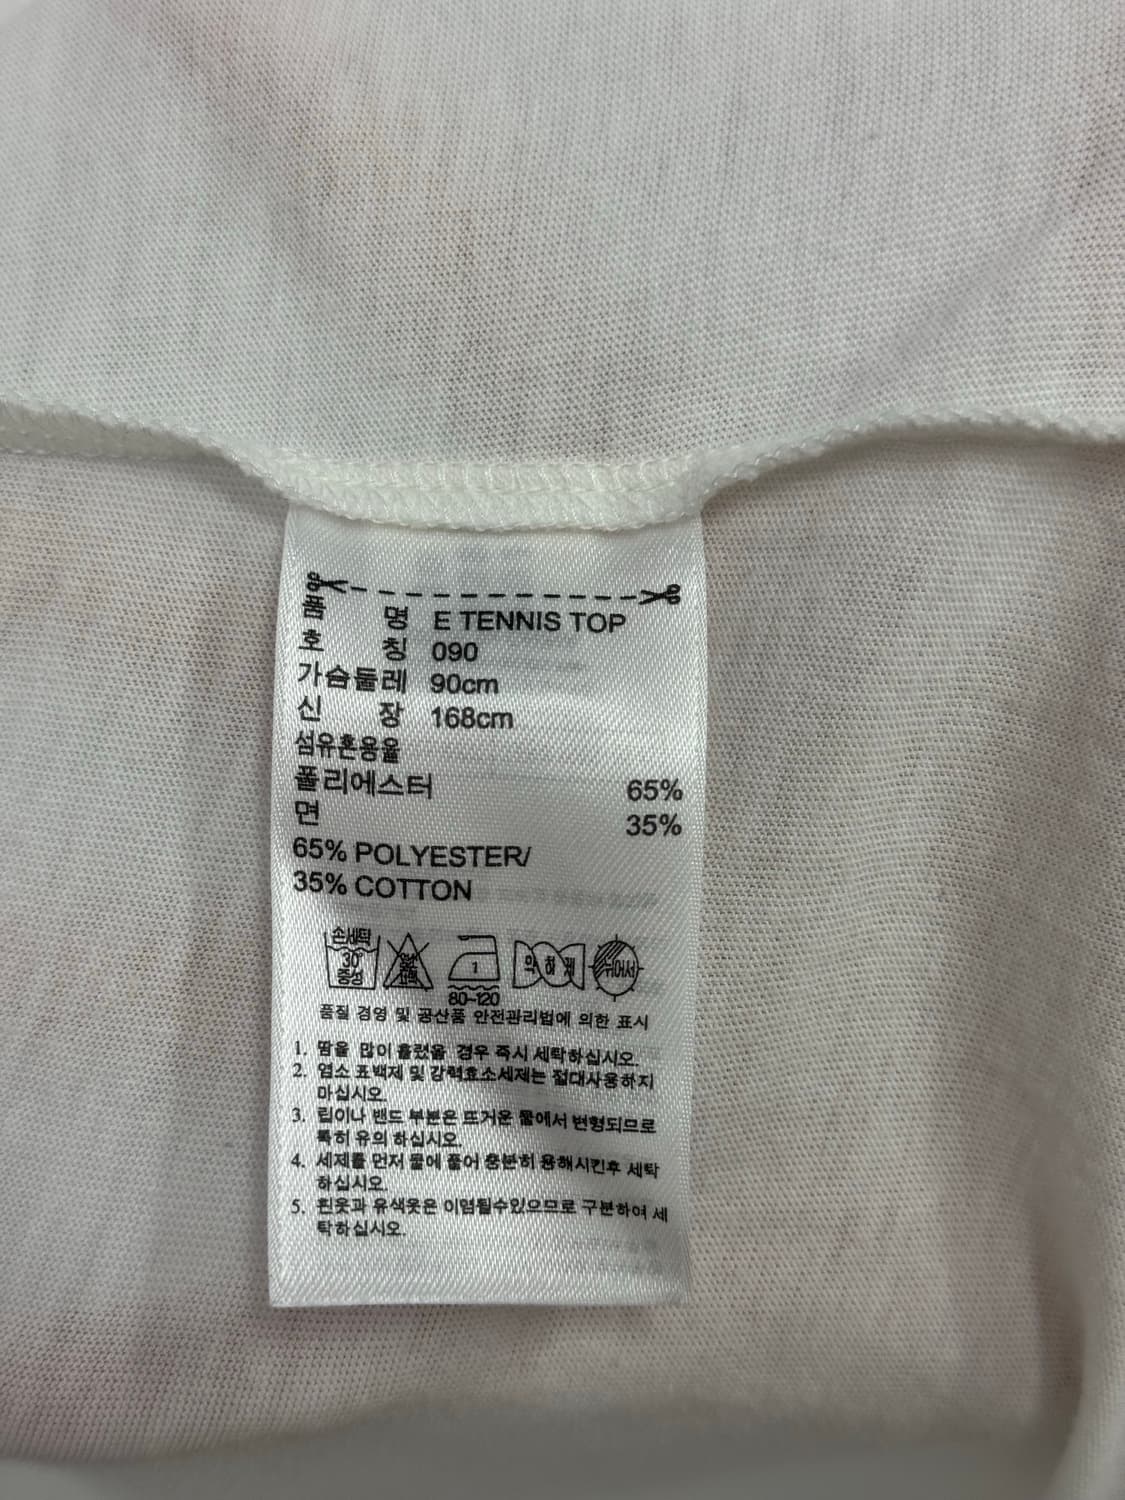 품 명 E TENNIS TOP
호 칭 090
가슴둘레 90cm
신 장 168cm
섬유혼용율
폴리에스터 65%
면 35%
65% POLYESTER/
35% COTTON
손세탁
30°
중성
1
80~120
약 하 게
뉘어서
품질 경영 및 공산품 안전관리법에 의한 표시
1. 땀을 많이 흘렸을 경우 즉시 세탁하십시오.
2. 염소 표백제 및 강력효소세제는 절대사용하지
마십시오.
3. 립이나 밴드 부분은 뜨거운 물에서 변형되므로
특히 유의 하십시오.
4. 세제를 먼저 물에 풀어 충분히 용해시킨후 세탁
하십시오.
5. 흰옷과 유색옷은 이염될수있으므로 구분하여 세
탁하십시오.